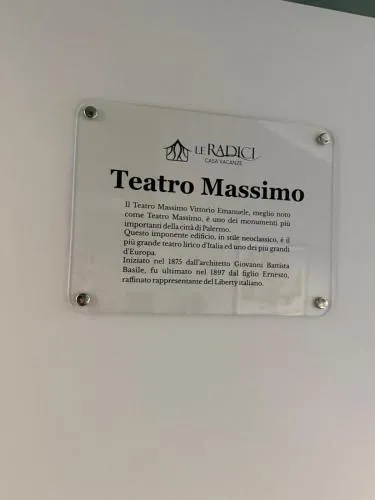 LE RADICI
CASA VACANZE
Teatro Massimo
Il Teatro Massimo Vittorio Emanuele, meglio noto
come Teatro Massimo, è uno dei monumenti più
importanti della città di Palermo.
Questo imponente edificio, in stile neoclassico, è il
più grande teatro lirico d'Italia ed uno dei più grandi
d'Europa.
Iniziato nel 1875 dall'architetto Giovanni Battista
Basile, fu ultimato nel 1897 dal figlio Ernesto,
raffinato rappresentante del Liberty italiano.